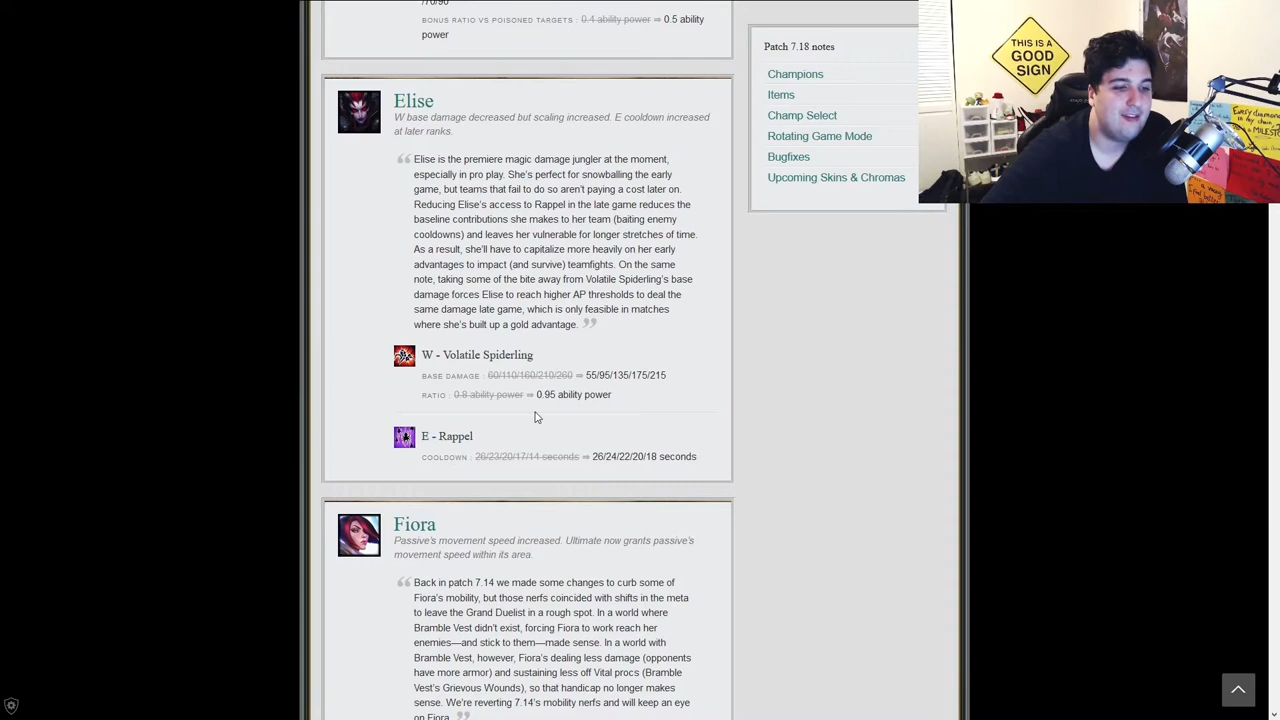 /70/90
BONUS RATIO VS POISONED TARGETS : 0.4 ability power ⇒ 0.5 ability
power
Elise
W base damage decreased but scaling increased. E cooldown increased
at later ranks.
Elise is the premiere magic damage jungler at the moment,
especially in pro play. She's perfect for snowballing the early
game, but teams that fail to do so aren't paying a cost later on.
Reducing Elise's access to Rappel in the late game reduces the
baseline contributions she makes to her team (baiting enemy
cooldowns) and leaves her vulnerable for longer stretches of time.
As a result, she'll have to capitalize more heavily on her early
advantages to impact (and survive) teamfights. On the same
note, taking some of the bite away from Volatile Spiderling's base
damage forces Elise to reach higher AP thresholds to deal the
same damage late game, which is only feasible in matches
where she's built up a gold advantage.
W - Volatile Spiderling
BASE DAMAGE : 60/110/160/210/260 ⇒ 55/95/135/175/215
RATIO : 0.8 ability power ⇒ 0.95 ability power
E - Rappel
COOLDOWN : 26/23/20/17/14 seconds ⇒ 26/24/22/20/18 seconds
Fiora
Passive's movement speed increased. Ultimate now grants passive's
movement speed within its area.
Back in patch 7.14 we made some changes to curb some of
Fiora's mobility, but those nerfs coincided with shifts in the meta
to leave the Grand Duelist in a rough spot. In a world where
Bramble Vest didn't exist, forcing Fiora to work reach her
enemies—and stick to them—made sense. In a world with
Bramble Vest, however, Fiora's dealing less damage (opponents
have more armor) and sustaining less off Vital procs (Bramble
Vest's Grievous Wounds), so that handicap no longer makes
sense. We're reverting 7.14's mobility nerfs and will keep an eye
on Fiora.
Patch 7.18 notes
Champions
Items
Champ Select
Rotating Game Mode
Bugfixes
Upcoming Skins & Chromas
THIS IS A
GOOD
SIGN
Every diamond
in my chain,
MILESTO